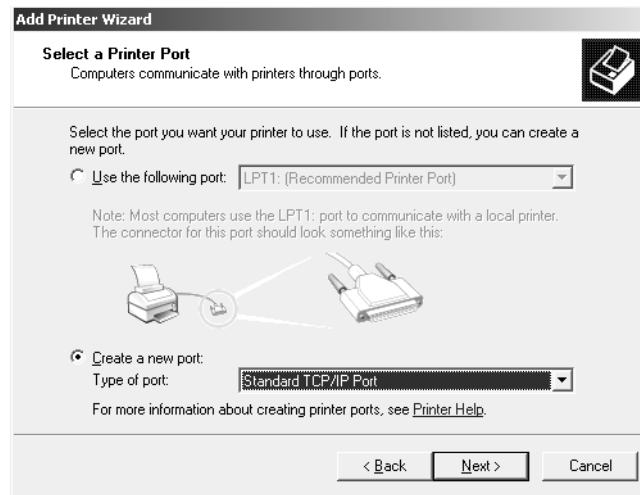 Add Printer Wizard
Select a Printer Port
Computers communicate with printers through ports.
Select the port you want your printer to use. If the port is not listed, you can create a
new port.
Use the following port: LPT1: (Recommended Printer Port)
Note: Most computers use the LPT1: port to communicate with a local printer.
The connector for this port should look something like this:
Create a new port:
Type of port: Standard TCP/IP Port
For more information about creating printer ports, see Printer Help.
< Back Next > Cancel